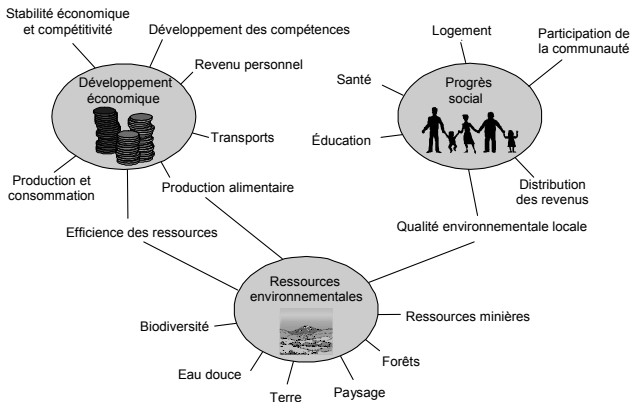 Stabilité économique
et compétitivité
Développement des compétences
Revenu personnel
Développement
économique
Transports
Production et
consommation
Production alimentaire
Efficience des ressources
Logement
Participation de
la communauté
Santé
Progrès
social
Éducation
Distribution
des revenus
Qualité environnementale locale
Ressources
environnementales
Biodiversité
Ressources minières
Eau douce
Forêts
Terre
Paysage